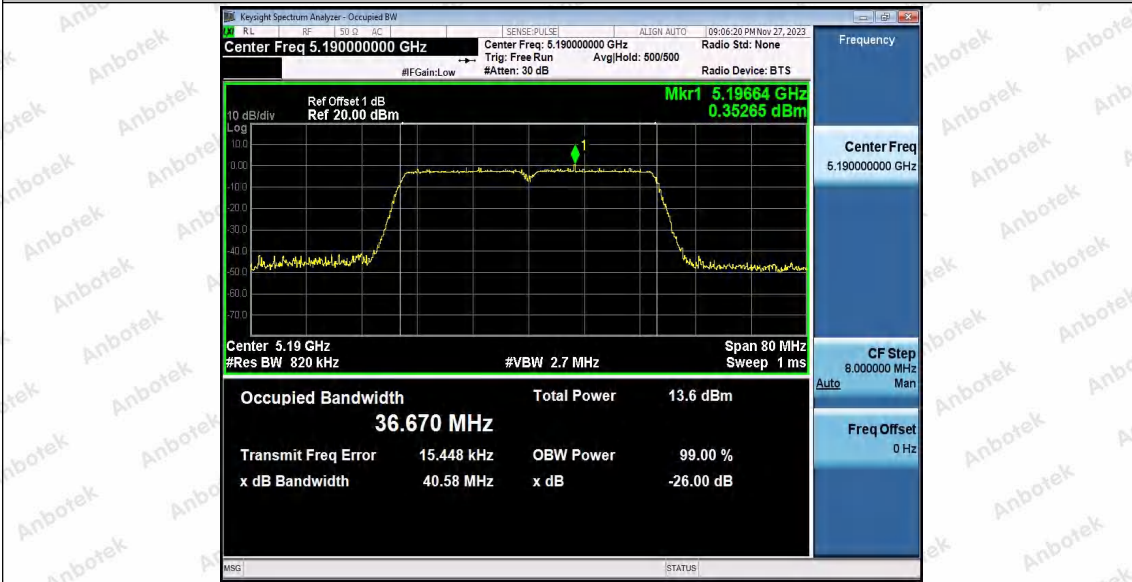 Keysight Spectrum Analyzer - Occupied BW
RL RF 50 Ω AC SENSE:PULSE ALIGN AUTO 09:06:20 PM Nov 27, 2023
Center Freq 5.190000000 GHz Center Freq: 5.190000000 GHz Radio Std: None
Trig: Free Run Avg|Hold: 500/500
#IFGain:Low #Atten: 30 dB Radio Device: BTS
Frequency
Mkr1 5.19664 GHz
0.35265 dBm
Ref Offset 1 dB
10 dB/div Ref 20.00 dBm
Log
10.0
0.00
-10.0
-20.0
-30.0
-40.0
-50.0
-60.0
-70.0
1
Center Freq
5.190000000 GHz
Center 5.19 GHz Span 80 MHz
#Res BW 820 kHz #VBW 2.7 MHz Sweep 1 ms
CF Step
8.000000 MHz
Auto Man
Occupied Bandwidth Total Power 13.6 dBm
36.670 MHz
Freq Offset
0 Hz
Transmit Freq Error 15.448 kHz OBW Power 99.00 %
x dB Bandwidth 40.58 MHz x dB -26.00 dB
MSG STATUS
Anbotek